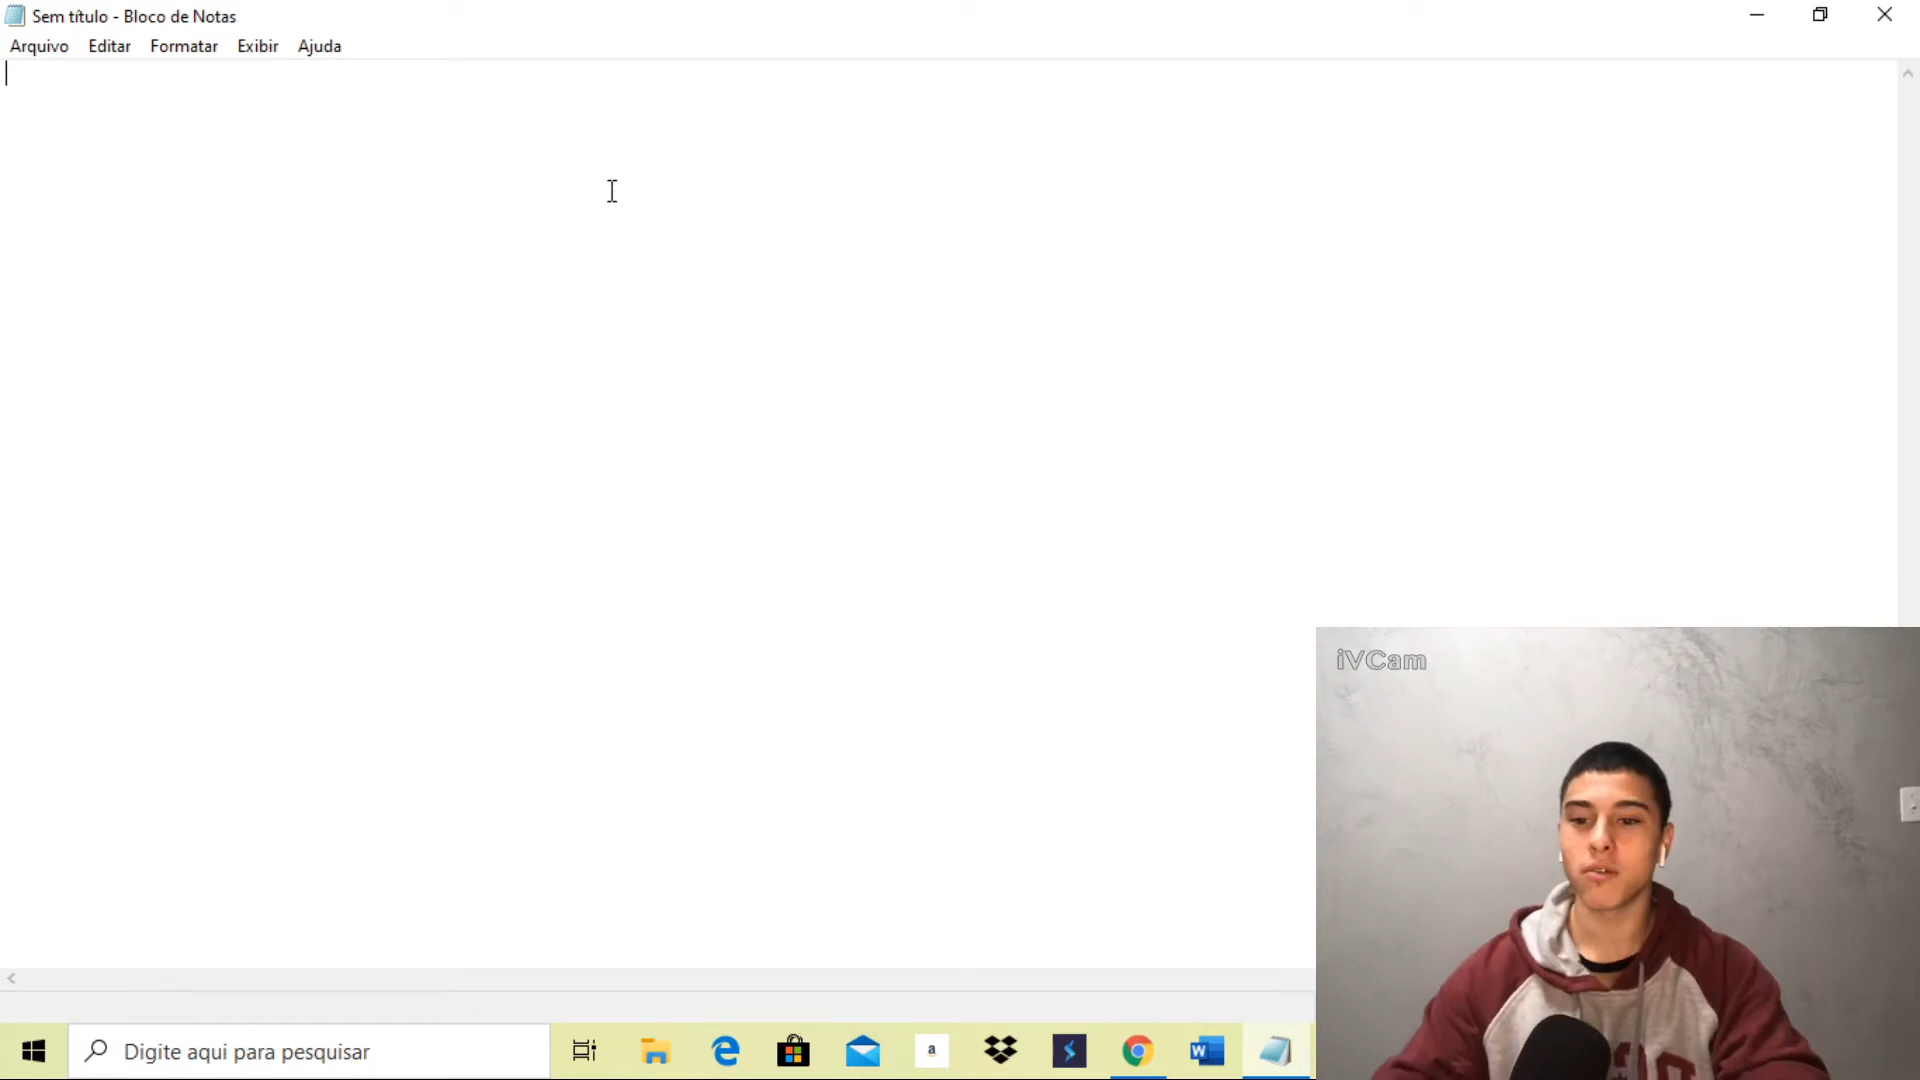 Sem título - Bloco de Notas
Arquivo Editar Formatar Exibir Ajuda
iVCam
Digite aqui para pesquisar
a
W